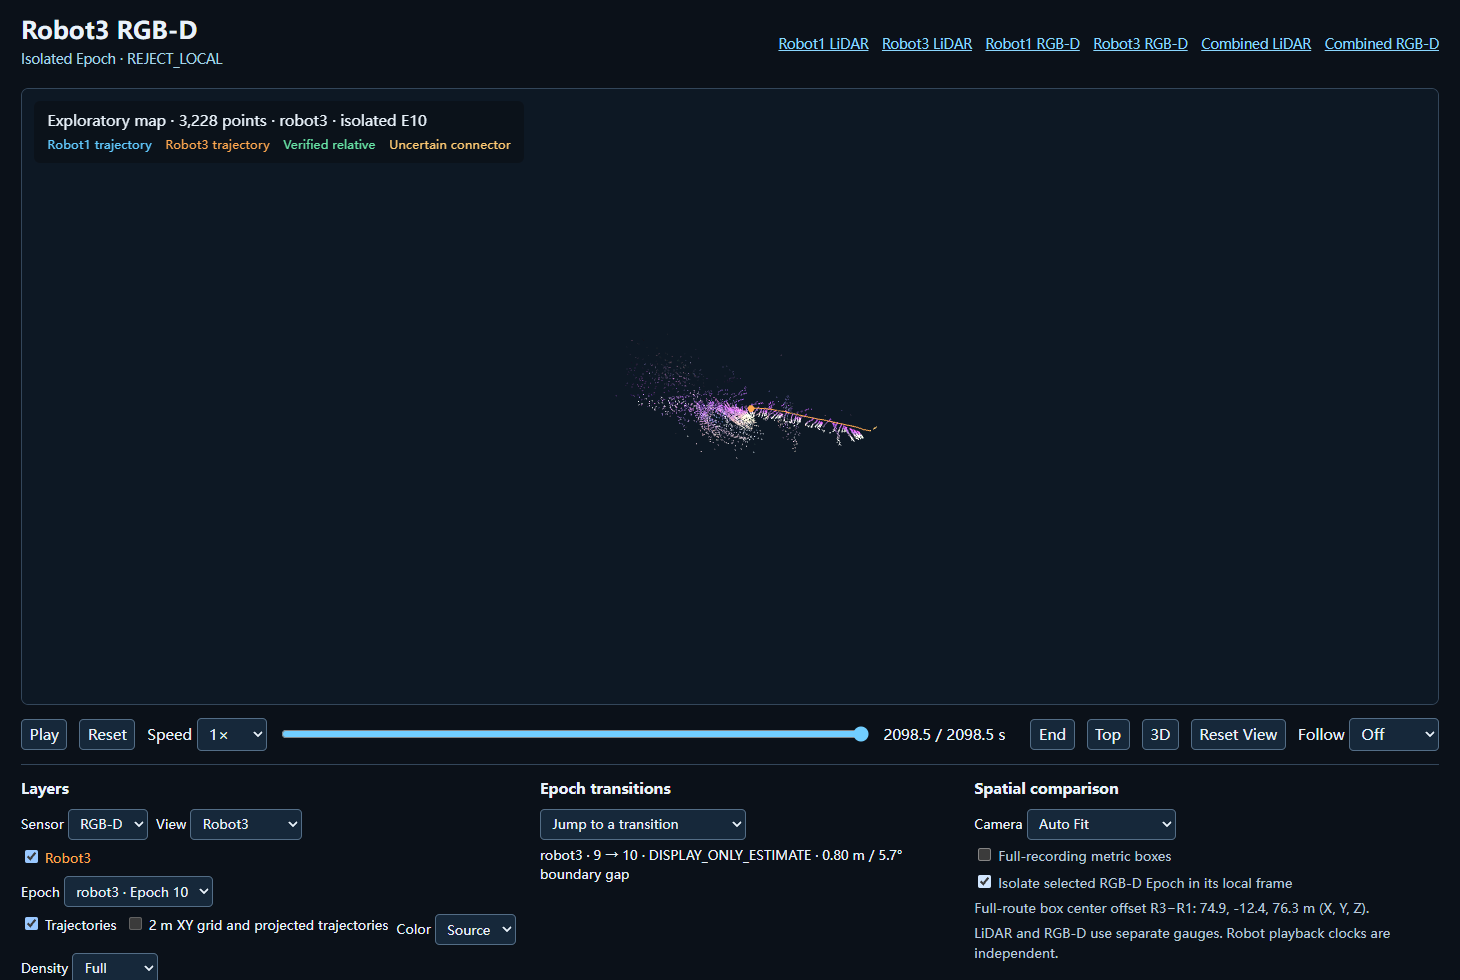 Robot3 RGB-D
Isolated Epoch · REJECT_LOCAL
Robot1 LiDAR Robot3 LiDAR Robot1 RGB-D Robot3 RGB-D Combined LiDAR Combined RGB-D
Exploratory map · 3,228 points · robot3 · isolated E10
Robot1 trajectory Robot3 trajectory Verified relative Uncertain connector
Play Reset Speed 1× 2098.5 / 2098.5 s End Top 3D Reset View Follow Off
Layers
Sensor RGB-D View Robot3
Robot3
Epoch robot3 · Epoch 10
Trajectories 2 m XY grid and projected trajectories Color Source
Density Full
Epoch transitions
Jump to a transition
robot3 · 9 → 10 · DISPLAY_ONLY_ESTIMATE · 0.80 m / 5.7°
boundary gap
Spatial comparison
Camera Auto Fit
Full-recording metric boxes
Isolate selected RGB-D Epoch in its local frame
Full-route box center offset R3−R1: 74.9, -12.4, 76.3 m (X, Y, Z).
LiDAR and RGB-D use separate gauges. Robot playback clocks are
independent.